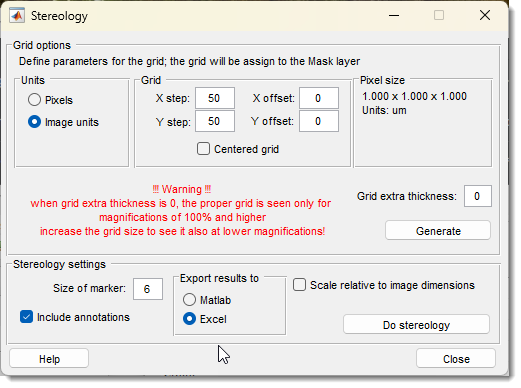 Stereology
Grid options
Define parameters for the grid; the grid will be assign to the Mask layer
Units
Pixels
Image units
Grid
X step: 50 X offset: 0
Y step: 50 Y offset: 0
Centered grid
Pixel size
1.000 x 1.000 x 1.000
Units: um
!!! Warning !!!
when grid extra thickness is 0, the proper grid is seen only for
magnifications of 100% and higher
increase the grid size to see it also at lower magnifications!
Grid extra thickness: 0
Generate
Stereology settings
Size of marker: 6
Include annotations
Export results to
Matlab
Excel
Scale relative to image dimensions
Do stereology
Help
Close